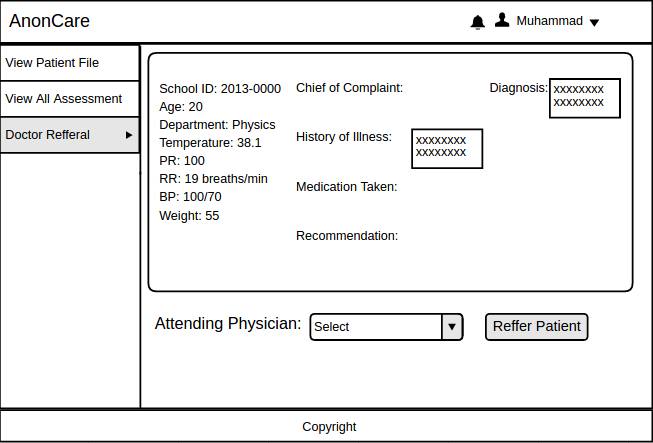 AnonCare
Muhammad
View Patient File
View All Assessment
Doctor Refferal
School ID: 2013-0000
Age: 20
Department: Physics
Temperature: 38.1
PR: 100
RR: 19 breaths/min
BP: 100/70
Weight: 55
Chief of Complaint:
History of Illness:
xxxxxxxx
xxxxxxxx
Medication Taken:
Recommendation:
Diagnosis:
xxxxxxxx
xxxxxxxx
Attending Physician:
Select
Reffer Patient
Copyright